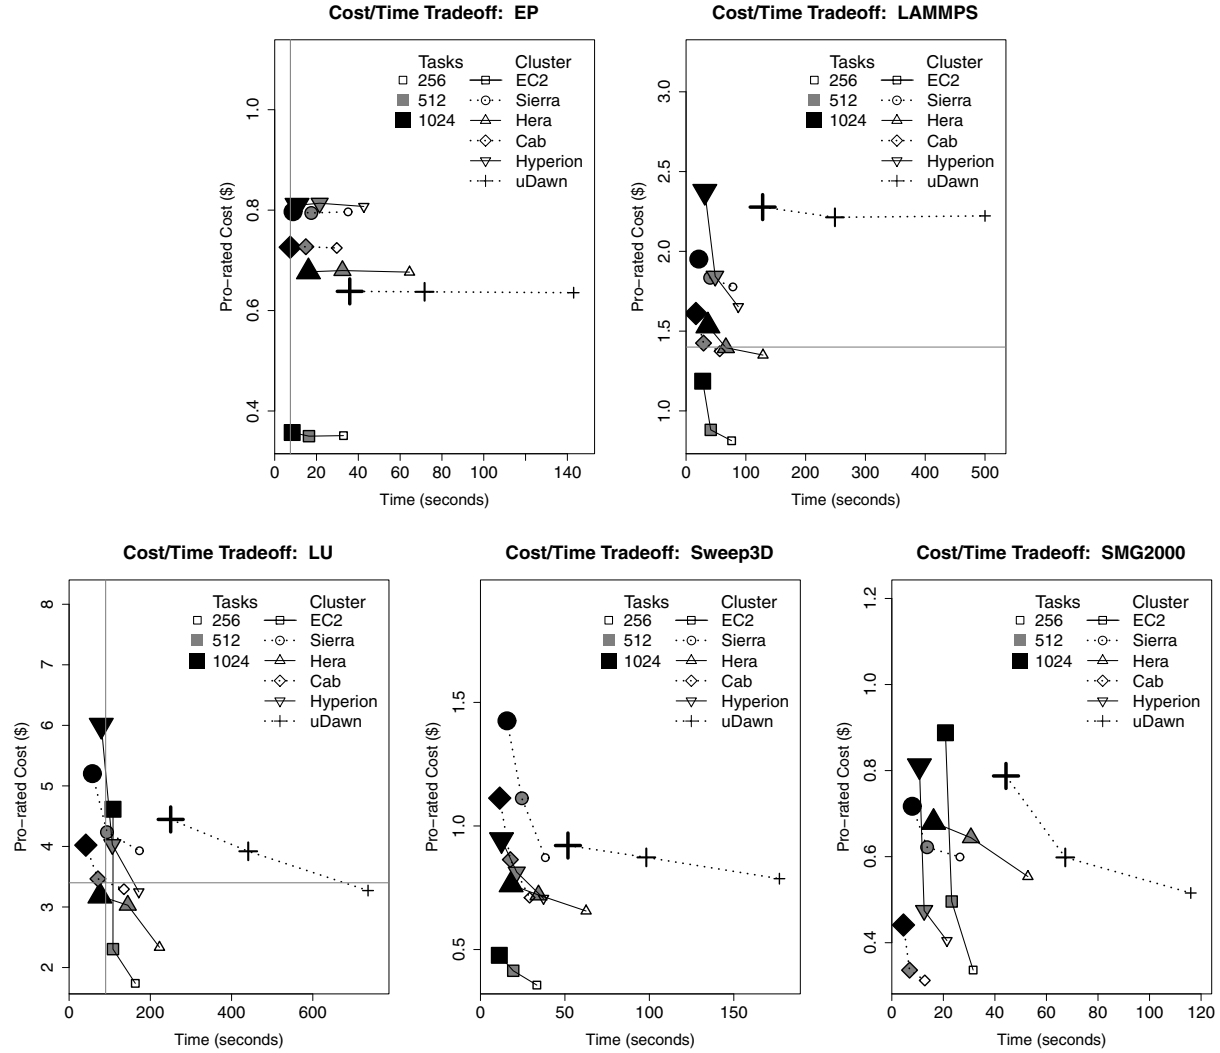 Cost/Time Tradeoff: EP
Tasks
256
512
1024
Cluster
EC2
Sierra
Hera
Cab
Hyperion
uDawn
Pro−rated Cost ($)
1.0
0.8
0.6
0.4
0 20 40 60 80 100 140
Time (seconds)
Cost/Time Tradeoff: LAMMPS
Tasks
256
512
1024
Cluster
EC2
Sierra
Hera
Cab
Hyperion
uDawn
Pro−rated Cost ($)
3.0
2.5
2.0
1.5
1.0
0 100 200 300 400 500
Time (seconds)
Cost/Time Tradeoff: LU
Tasks
256
512
1024
Cluster
EC2
Sierra
Hera
Cab
Hyperion
uDawn
Pro−rated Cost ($)
8
7
6
5
4
3
2
0 200 400 600
Time (seconds)
Cost/Time Tradeoff: Sweep3D
Tasks
256
512
1024
Cluster
EC2
Sierra
Hera
Cab
Hyperion
uDawn
Pro−rated Cost ($)
1.5
1.0
0.5
0 50 100 150
Time (seconds)
Cost/Time Tradeoff: SMG2000
Tasks
256
512
1024
Cluster
EC2
Sierra
Hera
Cab
Hyperion
uDawn
Pro−rated Cost ($)
1.2
1.0
0.8
0.6
0.4
0 20 40 60 80 100 120
Time (seconds)